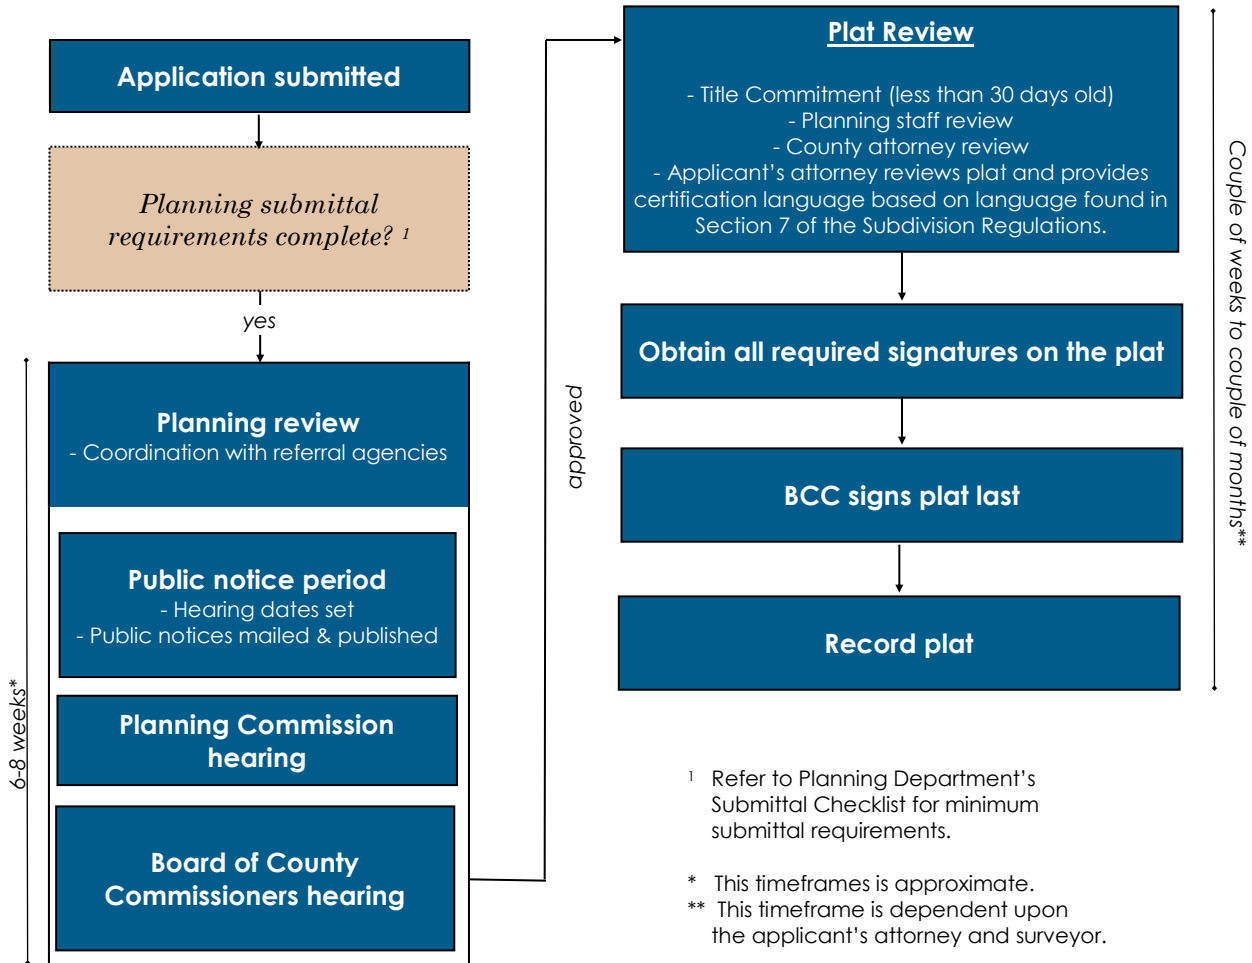 Application submitted
Planning submittal
requirements complete? 1
yes
6-8 weeks*
Planning review
- Coordination with referral agencies
Public notice period
- Hearing dates set
- Public notices mailed & published
Planning Commission
hearing
Board of County
Commissioners hearing
approved
Plat Review
- Title Commitment (less than 30 days old)
- Planning staff review
- County attorney review
- Applicant’s attorney reviews plat and provides
certification language based on language found in
Section 7 of the Subdivision Regulations.
Obtain all required signatures on the plat
BCC signs plat last
Record plat
Couple of weeks to couple of months**
1 Refer to Planning Department’s
Submittal Checklist for minimum
submittal requirements.
* This timeframes is approximate.
** This timeframe is dependent upon
the applicant’s attorney and surveyor.